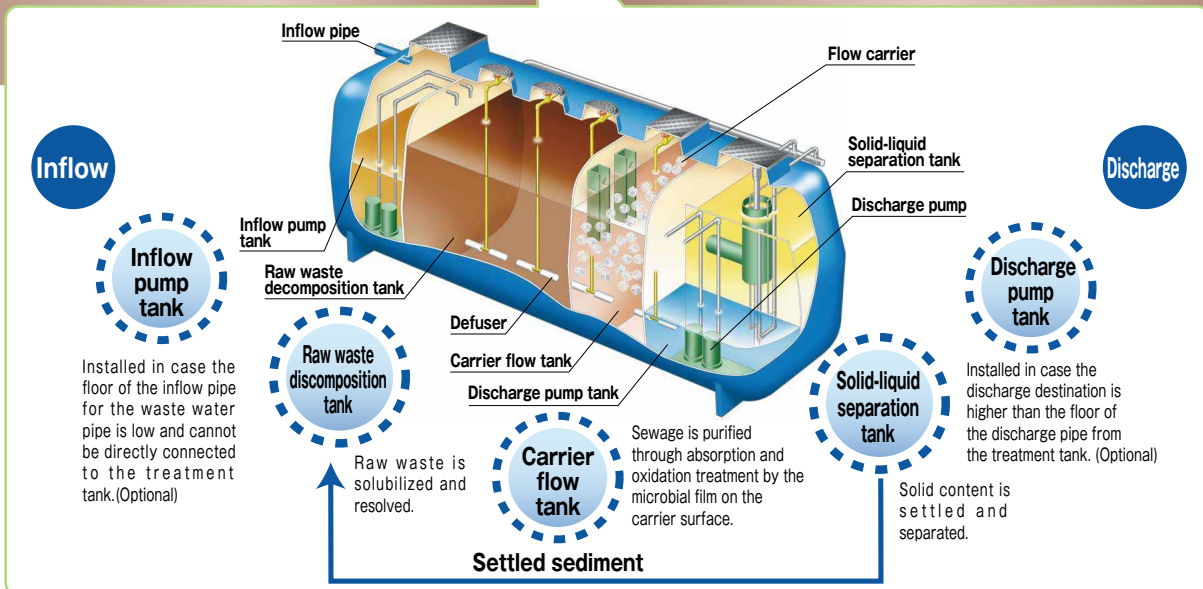 Inflow pipe
Flow carrier
Solid-liquid
separation tank
Discharge pump
Inflow
Discharge
Inflow pump
tank
Raw waste
decomposition tank
Defuser
Carrier flow tank
Discharge pump tank
Inflow
pump
tank
Installed in case the
floor of the inflow pipe
for the waste water
pipe is low and cannot
be directly connected
to the treatment
tank.(Optional)
Raw waste
discomposition
tank
Raw waste is
solubilized and
resolved.
Carrier
flow
tank
Sewage is purified
through absorption and
oxidation treatment by the
microbial film on the
carrier surface.
Solid-liquid
separation
tank
Solid content is
settled and
separated.
Discharge
pump
tank
Installed in case the
discharge destination is
higher than the floor of
the discharge pipe from
the treatment tank. (Optional)
Settled sediment